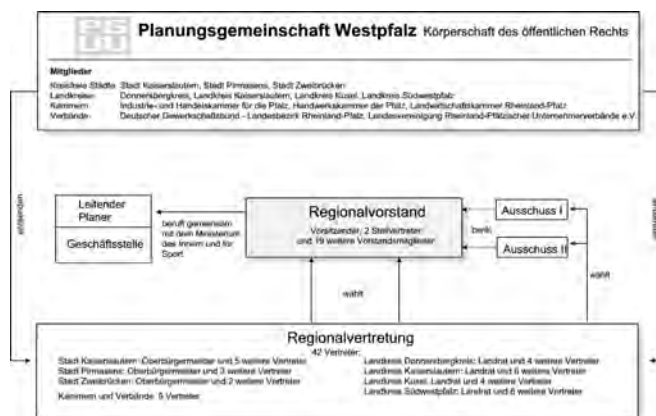 PG
Planungsgemeinschaft Westpfalz Körperschaft des öffentlichen Rechts
Mitglieder
Kreisfreie Städte: Stadt Kaiserslautern, Stadt Pirmasens, Stadt Zweibrücken
Landkreise: Donnersbergkreis, Landkreis Kaiserslautern, Landkreis Kusel, Landkreis Südwestpfalz
Kammern: Industrie- und Handelskammer für die Pfalz, Handwerkskammer der Pfalz, Landwirtschaftskammer Rheinland-Pfalz
Verbände: Deutscher Gewerkschaftsbund - Landesbezirk Rheinland-Pfalz, Landesvereinigung Rheinland-Pfälzischer Unternehmerverbände e.V.
entsenden
Leitender
Planer
Geschäftsstelle
beruft gemeinsam
mit dem Ministerium
des Innern und für
Sport
Regionalvorstand
Vorsitzender, 2 Stellvertreter
und 19 weitere Vorstandsmitglieder
berät
Ausschuss I
Ausschuss II
wählt
wählt
Regionalvertretung
42 Vertreter:
Stadt Kaiserslautern: Oberbürgermeister und 5 weitere Vertreter
Stadt Pirmasens: Oberbürgermeister und 3 weitere Vertreter
Stadt Zweibrücken: Oberbürgermeister und 2 weitere Vertreter
Kammern und Verbände: 5 Vertreter
Landkreis Donnersbergkreis: Landrat und 4 weitere Vertreter
Landkreis Kaiserslautern: Landrat und 6 weitere Vertreter
Landkreis Kusel: Landrat und 4 weitere Vertreter
Landkreis Südwestpfalz: Landrat und 6 weitere Vertreter